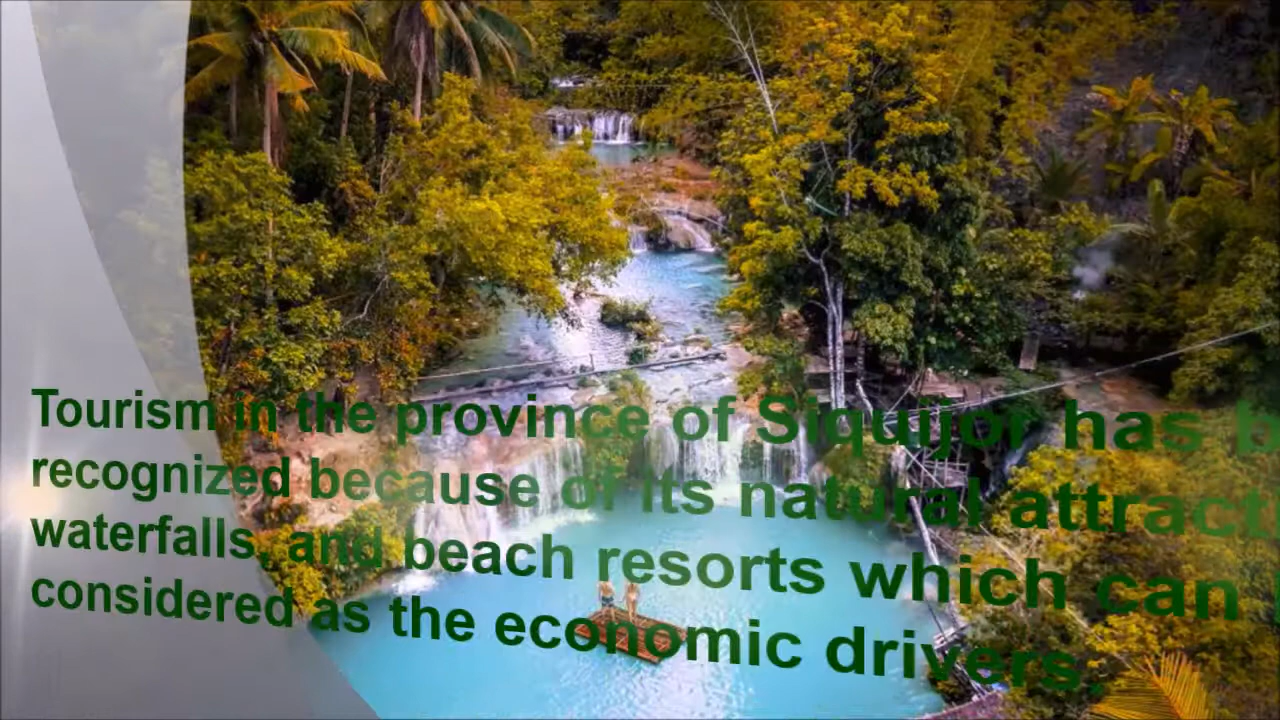 Tourism in the province of Siquijor has b
recognized because of its natural attract
waterfalls, and beach resorts which can
considered as the economic drivers.